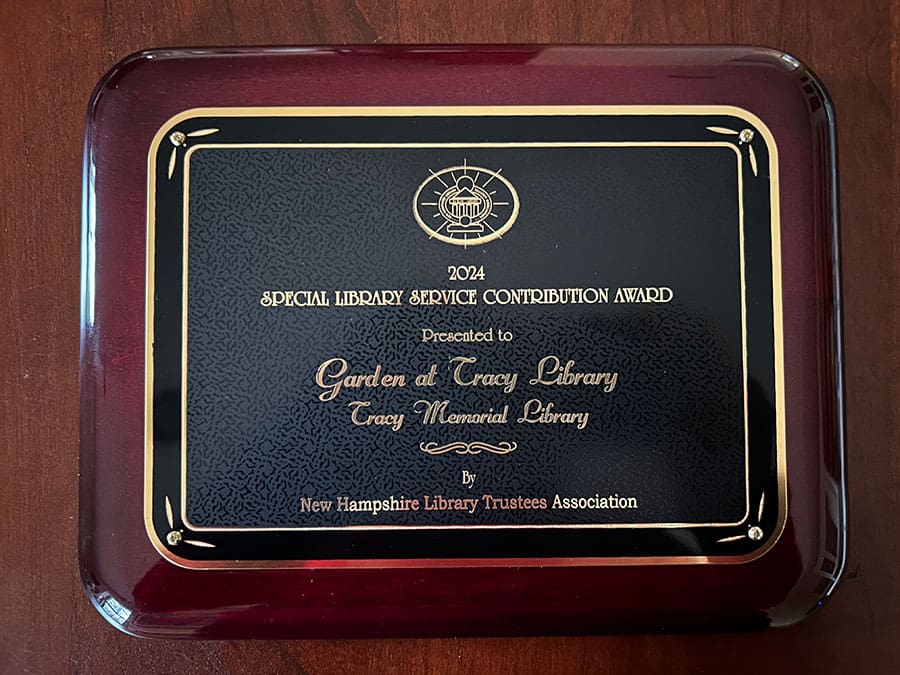 2024
SPECIAL LIBRARY SERVICE CONTRIBUTION AWARD
Presented to
Garden at Tracy Library
Tracy Memorial Library
By
New Hampshire Library Trustees Association